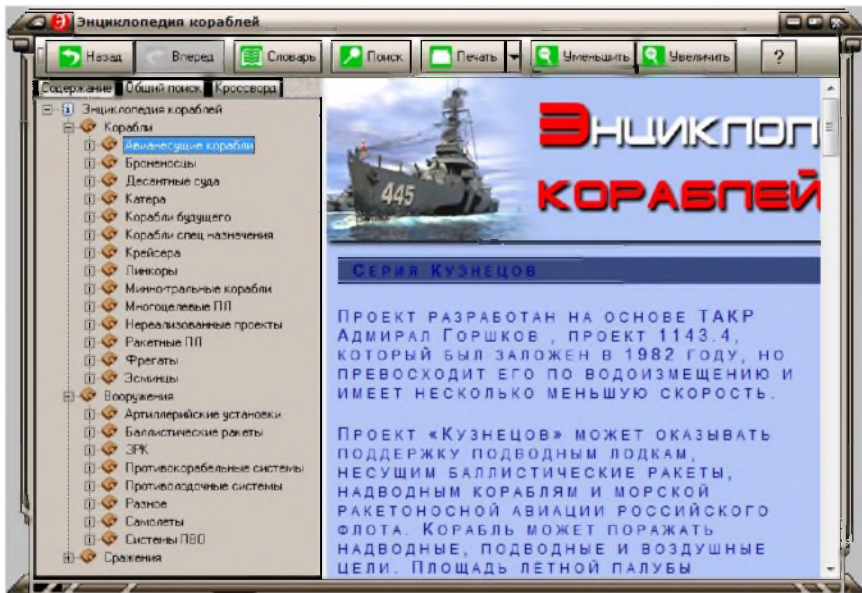 Энциклопедия кораблей
Назад Вперед Словарь Поиск Печать Уменьшить Увеличить ?
Содержание Общий поиск Кроссворд
Энциклопедия кораблей
Корабли
Авианесущие корабли
Броненосцы
Десантные суда
Катера
Корабли будущего
Корабли спец назначения
Крейсера
Линкоры
Минно-тральные корабли
Многоцелевые ПЛ
Нереализованные проекты
Ракетные ПЛ
Фрегаты
Эсминцы
Вооружения
Артиллерийские установки
Баллистические ракеты
ЗРК
Противокорабельные системы
Противолодочные системы
Разное
Самолеты
Системы ПВО
Сражения
445
Энциклоп
кораблей
Серия Кузнецов
Проект разработан на основе ТАКР
Адмирал Горшков , проект 1143.4,
который был заложен в 1982 году, но
превосходит его по водоизмещению и
имеет несколько меньшую скорость.
Проект «Кузнецов» может оказывать
поддержку подводным лодкам,
несущим баллистические ракеты,
надводным кораблям и морской
ракетоносной авиации российского
флота. Корабль может поражать
надводные, подводные и воздушные
цели. Площадь лётной палубы